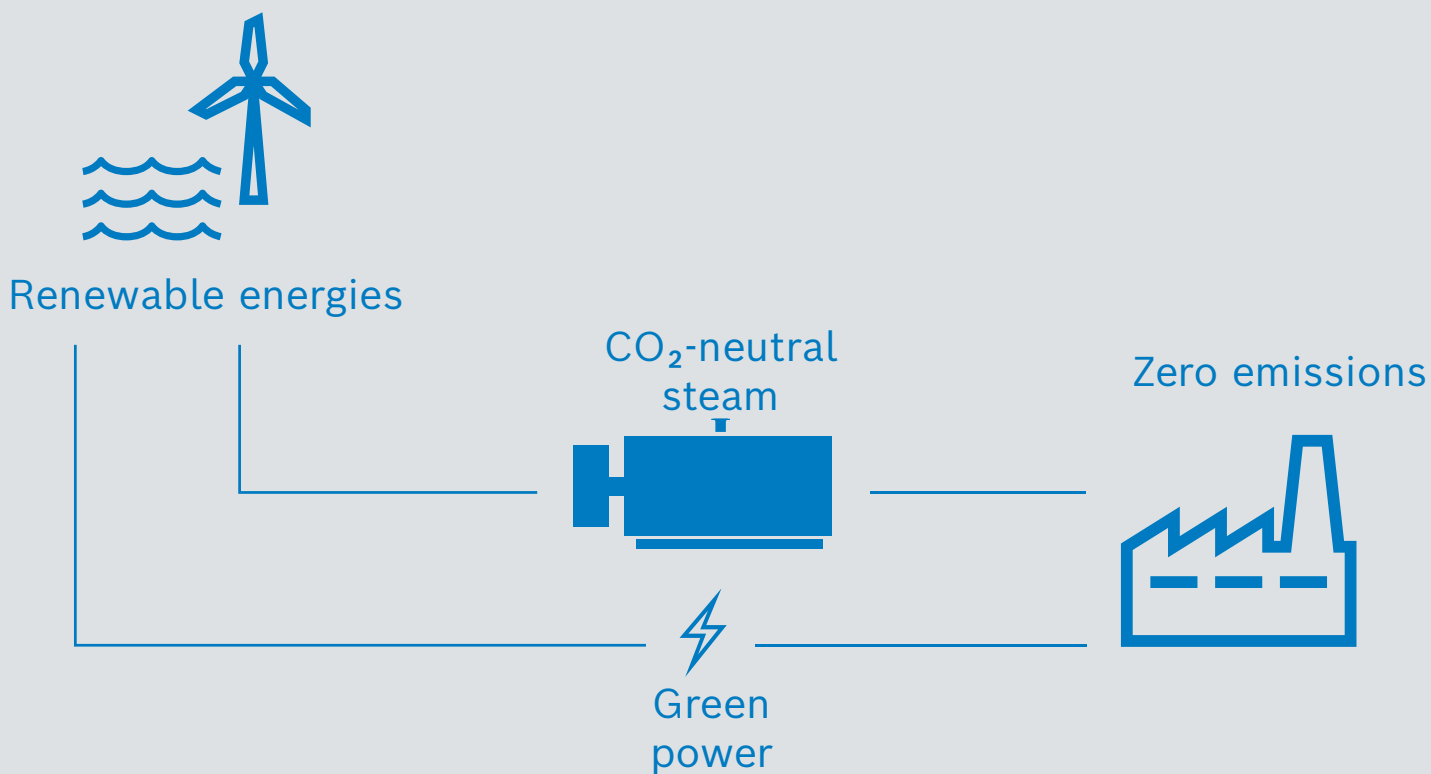 Renewable energies
CO₂-neutral
steam
Zero emissions
Green
power